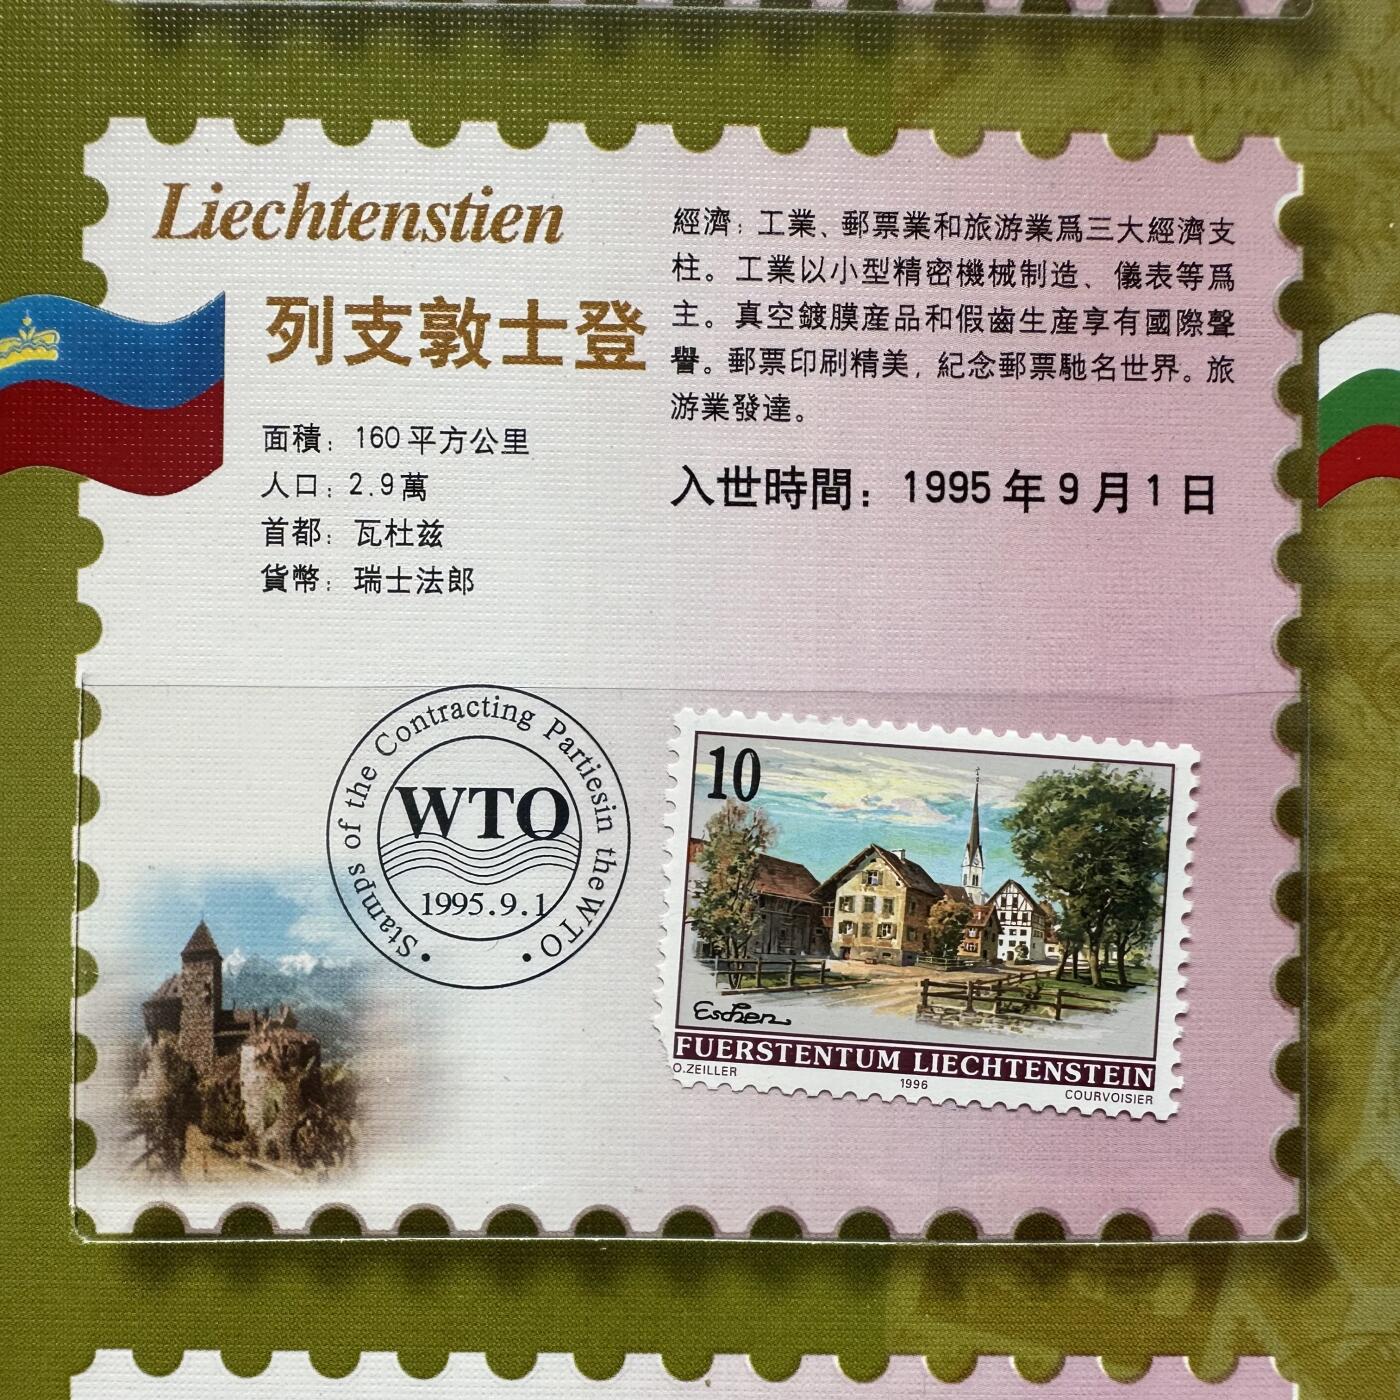 Liechtenstien
列支敦士登
面積：160平方公里
人口：2.9萬
首都：瓦杜兹
貨幣：瑞士法郎
經濟：工業、郵票業和旅游業爲三大經濟支
柱。工業以小型精密機械制造、儀表等爲
主。真空鍍膜産品和假齒生産享有國際聲
譽。郵票印刷精美，紀念郵票馳名世界。旅
游業發達。
入世時間：1995年9月1日
Stamps of the Contracting Partiesin theWTO
WTO
1995.9.1
10
Eschen
FUERSTENTUM LIECHTENSTEIN
O.ZEILLER 1996 COURVOISIER